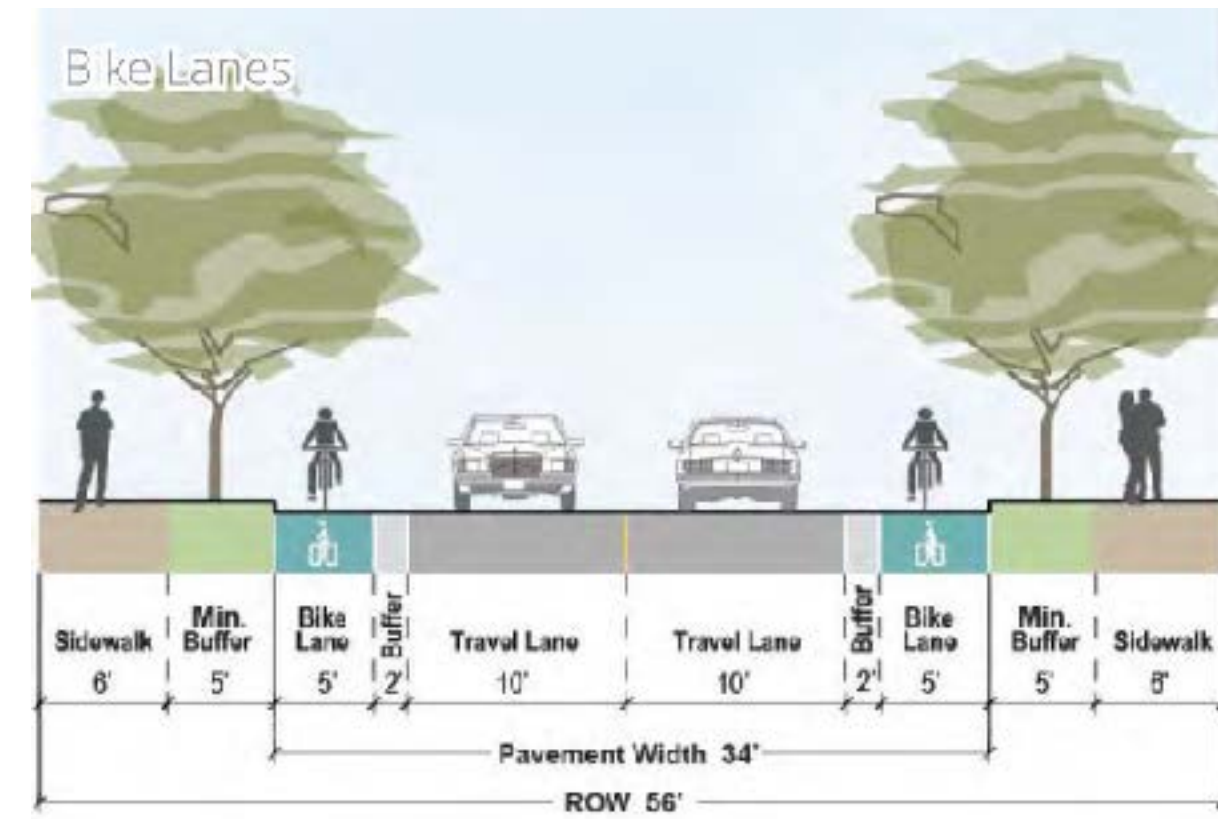 B ke Lanes
Sidewalk
6'
Min.
Buffer
5'
Bike
Lane
5'
Buffer
2'
Travel Lane
10'
Travel Lane
10'
Buffer
2'
Bike
Lane
5'
Min.
Buffer
5'
Sidewalk
6'
Pavement Width 34'
ROW 56'